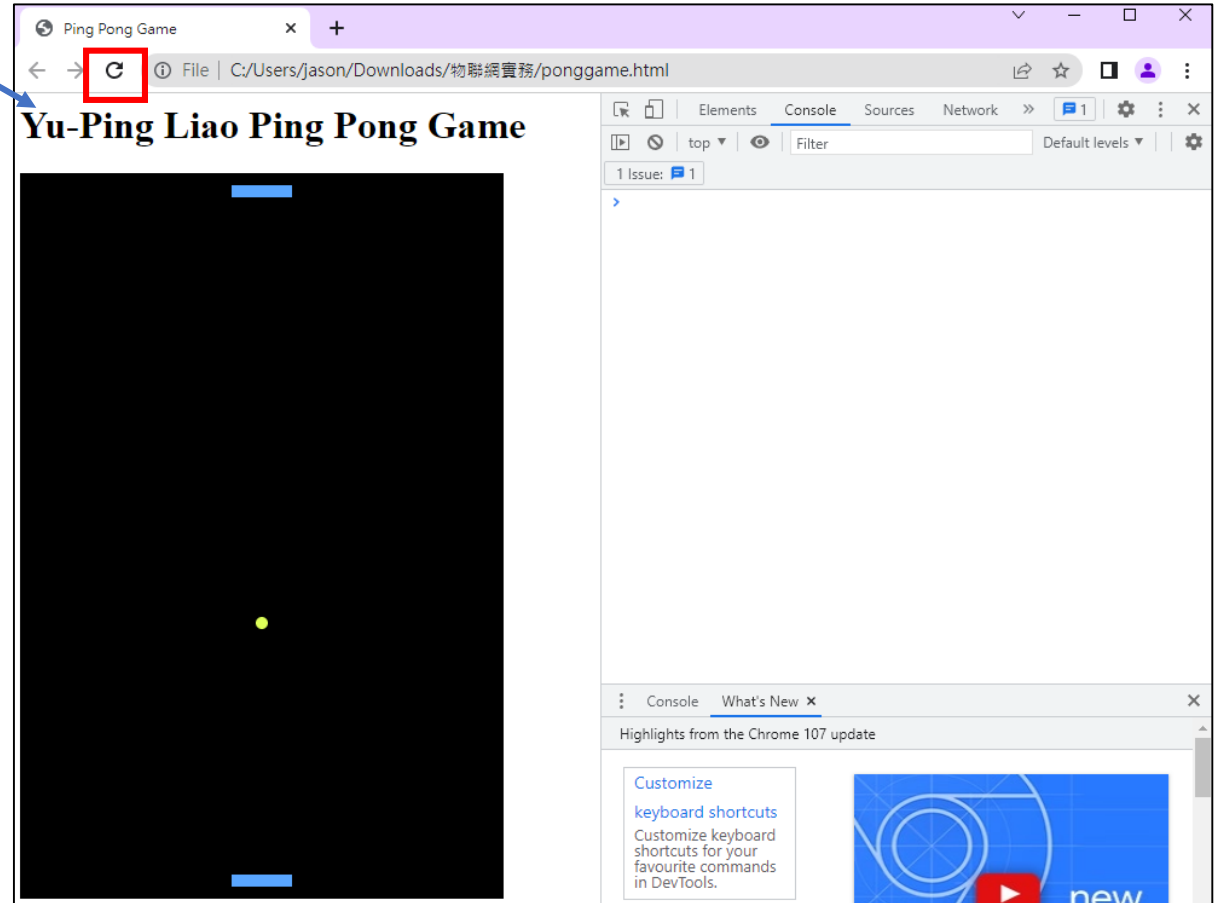 Ping Pong Game
File | C:/Users/jason/Downloads/物聯網實務/ponggame.html
Yu-Ping Liao Ping Pong Game
Elements Console Sources Network » 1
top ▼ Filter Default levels ▼
1 Issue: 1
>
Console What's New ×
Highlights from the Chrome 107 update
Customize
keyboard shortcuts
Customize keyboard
shortcuts for your
favourite commands
in DevTools.
new